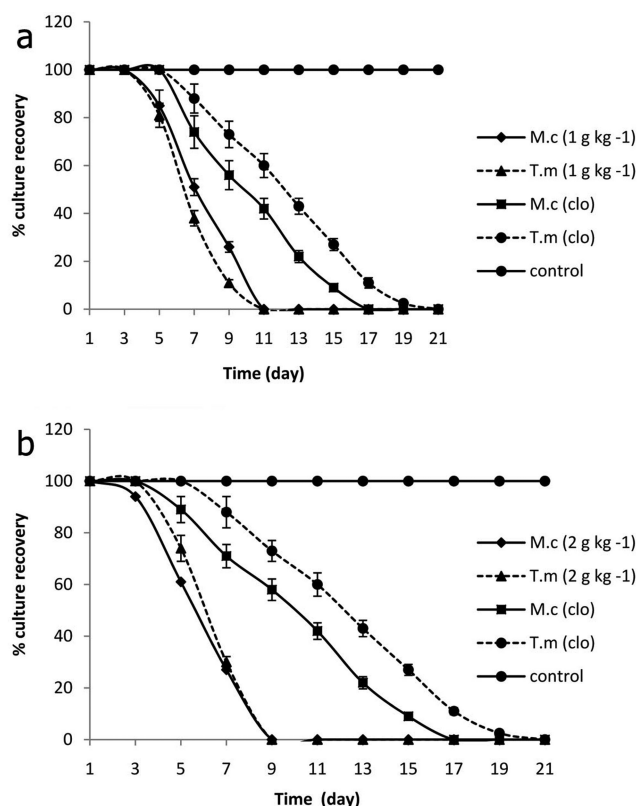 a
120
100
80
60
40
20
0
% culture recovery
1 3 5 7 9 11 13 15 17 19 21
Time (day)
M.c (1 g kg -1)
T.m (1 g kg -1)
M.c (clo)
T.m (clo)
control
b
120
100
80
60
40
20
0
% culture recovery
1 3 5 7 9 11 13 15 17 19 21
Time (day)
M.c (2 g kg -1)
T.m (2 g kg -1)
M.c (clo)
T.m (clo)
control